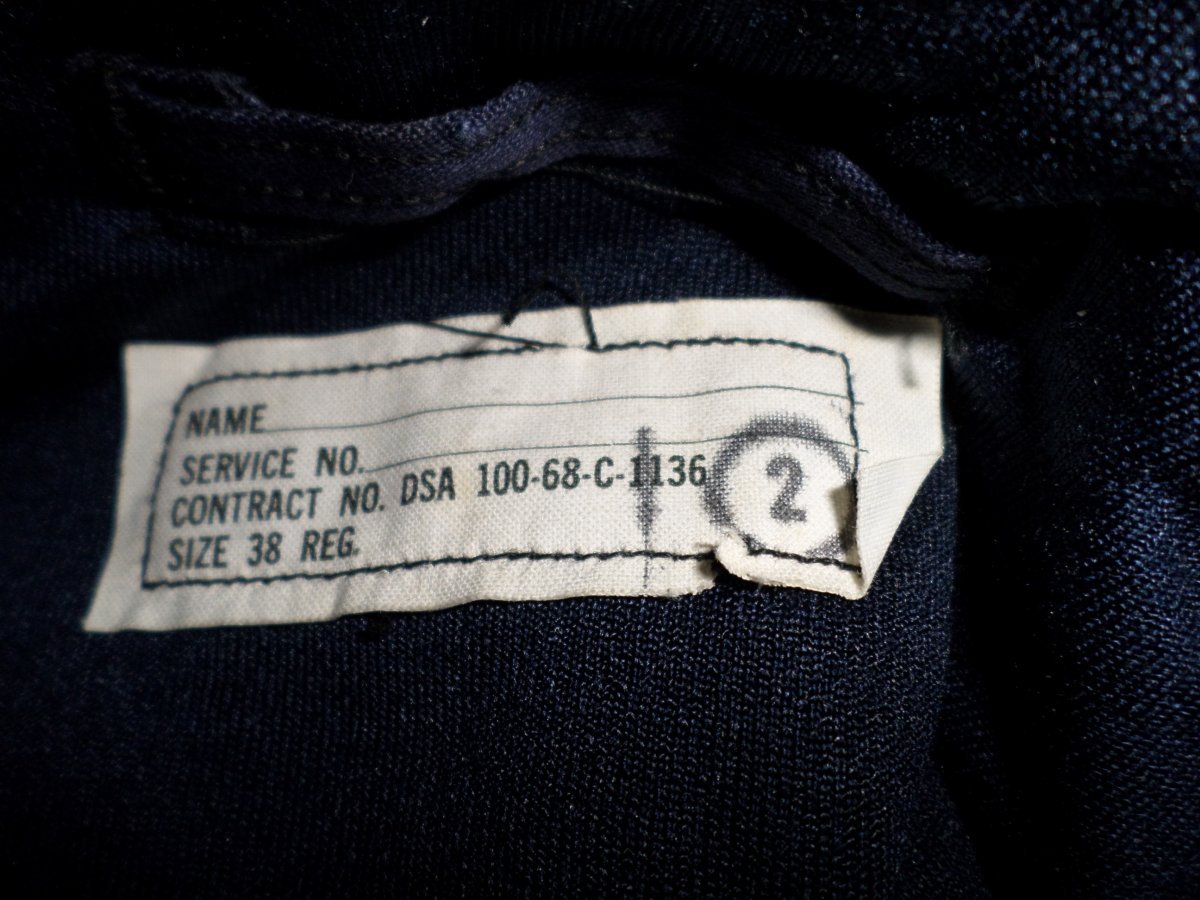 NAME
SERVICE NO.
CONTRACT NO. DSA 100-68-C-1136
SIZE 38 REG.
2